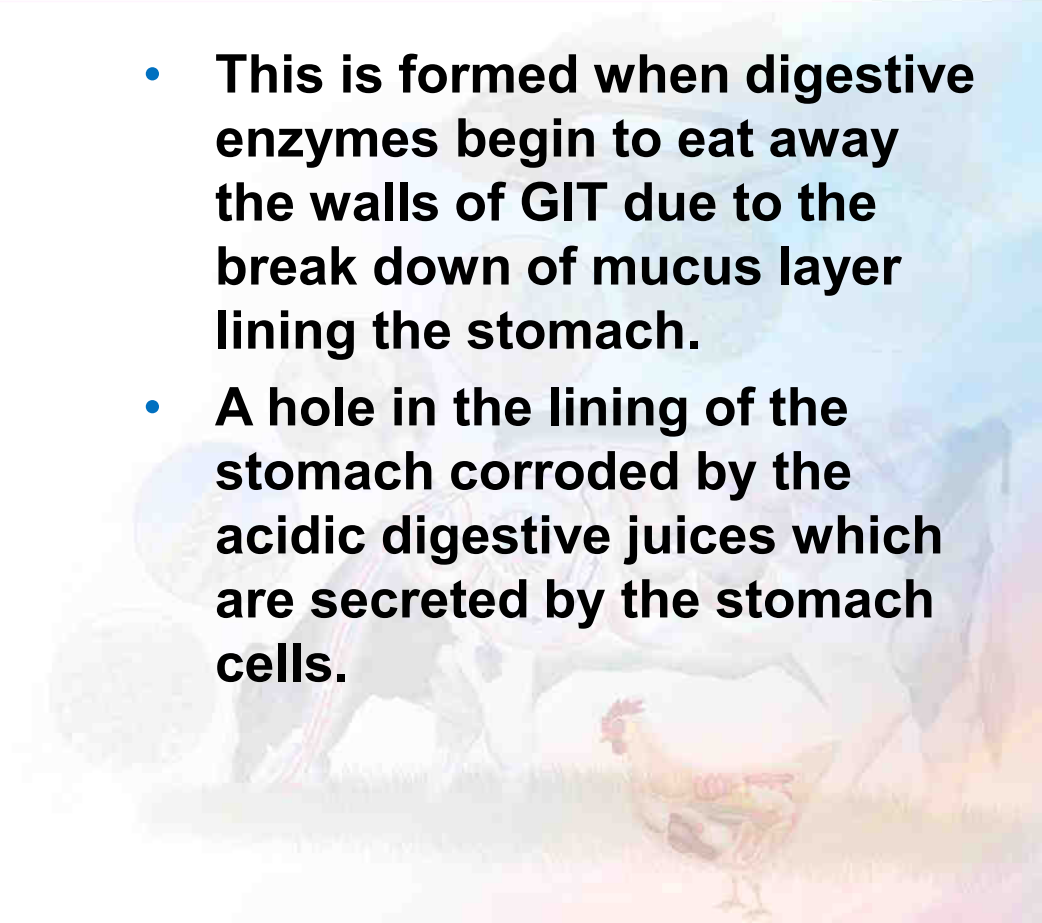 • This is formed when digestive
enzymes begin to eat away
the walls of GIT due to the
break down of mucus layer
lining the stomach.
• A hole in the lining of the
stomach corroded by the
acidic digestive juices which
are secreted by the stomach
cells.